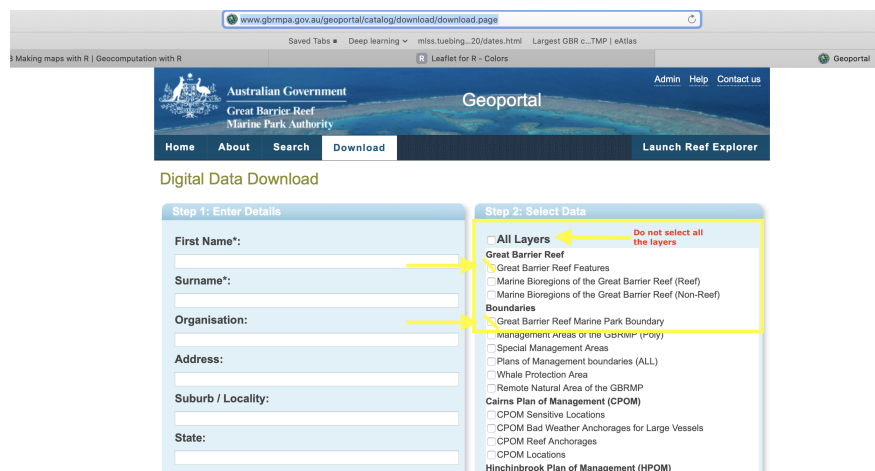 www.gbrmpa.gov.au/geoportal/catalog/download/download.page
Saved Tabs Deep learning mlss.tuebing...20/dates.html Largest GBR c...TMP | eAtlas
Making maps with R | Geocomputation with R
R Leaflet for R - Colors
Geoportal
Admin Help Contact us
Australian Government
Great Barrier Reef
Marine Park Authority
Geoportal
Home About Search Download Launch Reef Explorer
Digital Data Download
Step 1: Enter Details
First Name*:
Surname*:
Organisation:
Address:
Suburb / Locality:
State:
Step 2: Select Data
All Layers
Do not select all
the layers
Great Barrier Reef
Great Barrier Reef Features
Marine Bioregions of the Great Barrier Reef (Reef)
Marine Bioregions of the Great Barrier Reef (Non-Reef)
Boundaries
Great Barrier Reef Marine Park Boundary
Management Areas of the GBRMP (Poly)
Special Management Areas
Plans of Management boundaries (ALL)
Whale Protection Area
Remote Natural Area of the GBRMP
Cairns Plan of Management (CPOM)
CPOM Sensitive Locations
CPOM Bad Weather Anchorages for Large Vessels
CPOM Reef Anchorages
CPOM Locations
Hinchinbrook Plan of Management (HPOM)